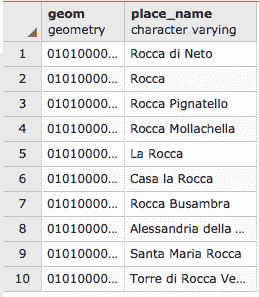 geom place_name
geometry character varying
1 01010000... Rocca di Neto
2 01010000... Rocca
3 01010000... Rocca Pignatello
4 01010000... Rocca Mollachella
5 01010000... La Rocca
6 01010000... Casa la Rocca
7 01010000... Rocca Busambra
8 01010000... Alessandria della ...
9 01010000... Santa Maria Rocca
10 01010000... Torre di Rocca Ve...